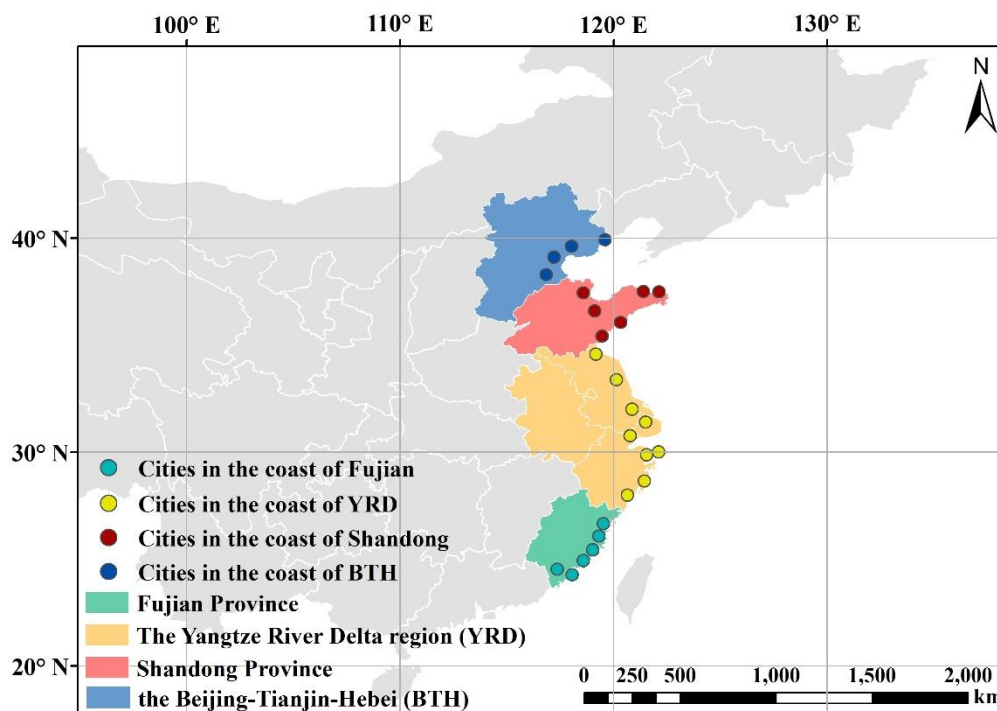 100° E 110° E 120° E 130° E
N
40° N
30° N
20° N
Cities in the coast of Fujian
Cities in the coast of YRD
Cities in the coast of Shandong
Cities in the coast of BTH
Fujian Province
The Yangtze River Delta region (YRD)
Shandong Province
the Beijing-Tianjin-Hebei (BTH)
0 250 500 1,000 1,500 2,000
km